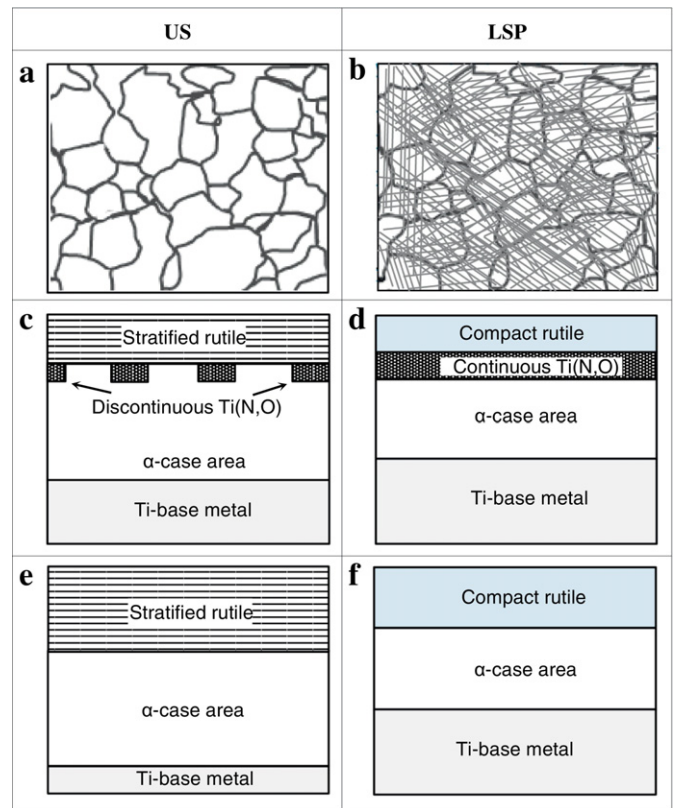 US
LSP
a
b
c
Stratified rutile
Discontinuous Ti(N,O)
α-case area
Ti-base metal
d
Compact rutile
Continuous Ti(N,O)
α-case area
Ti-base metal
e
Stratified rutile
α-case area
Ti-base metal
f
Compact rutile
α-case area
Ti-base metal